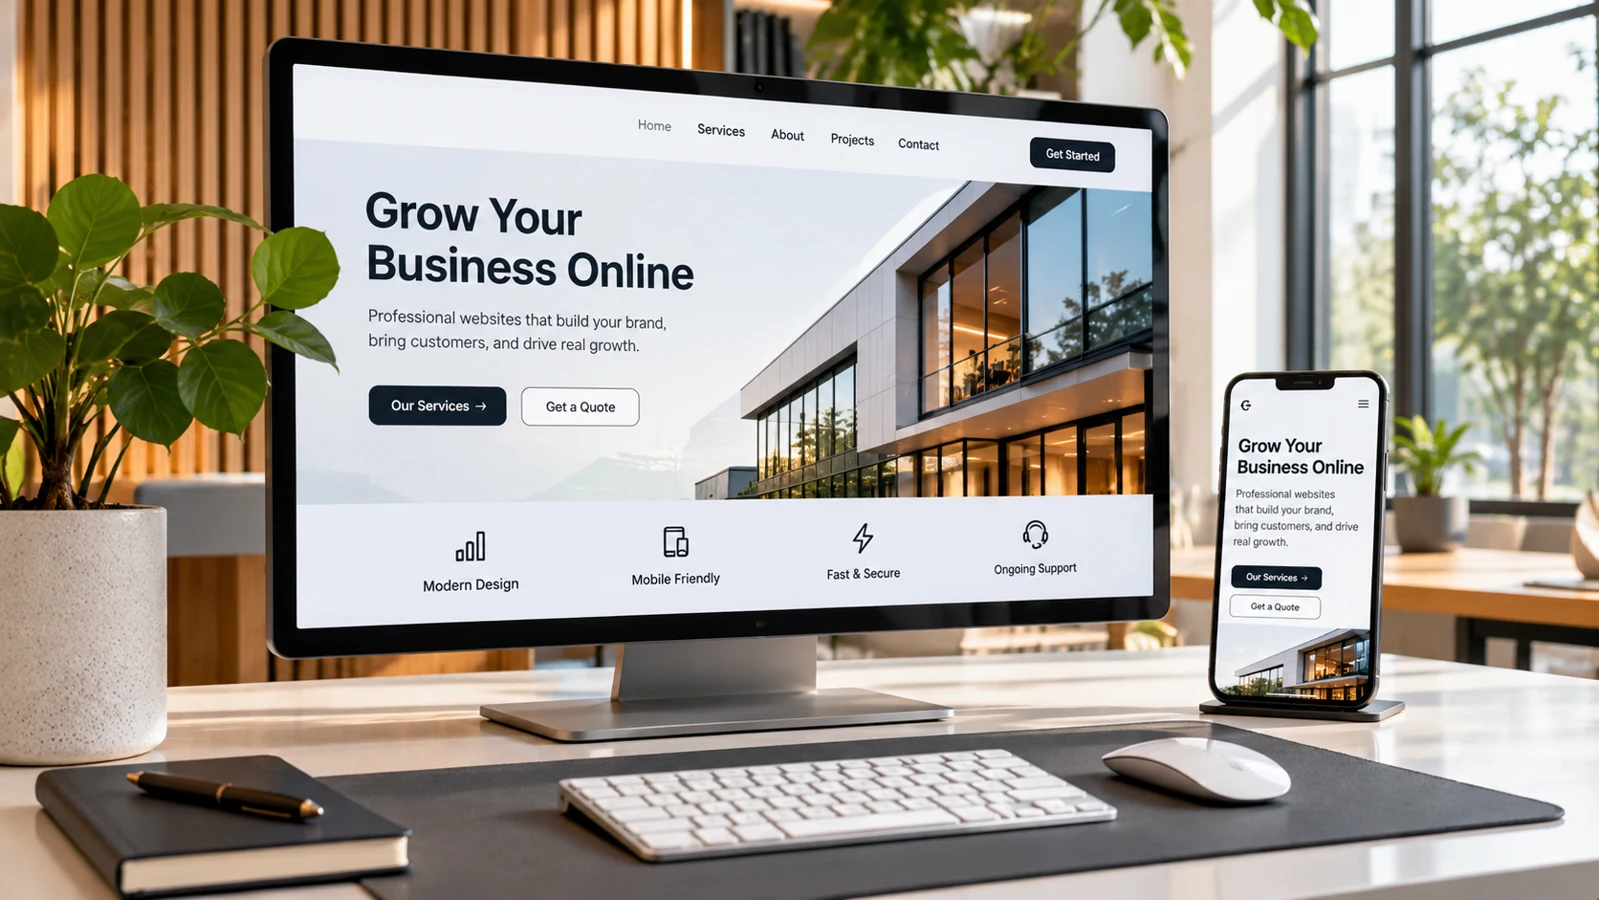 Home Services About Projects Contact Get Started
Grow Your
Business Online
Professional websites that build your brand,
bring customers, and drive real growth.
Our Services → Get a Quote
Modern Design Mobile Friendly Fast & Secure Ongoing Support
Grow Your
Business Online
Professional websites
that build your brand,
bring customers, and drive
real growth.
Our Services →
Get a Quote